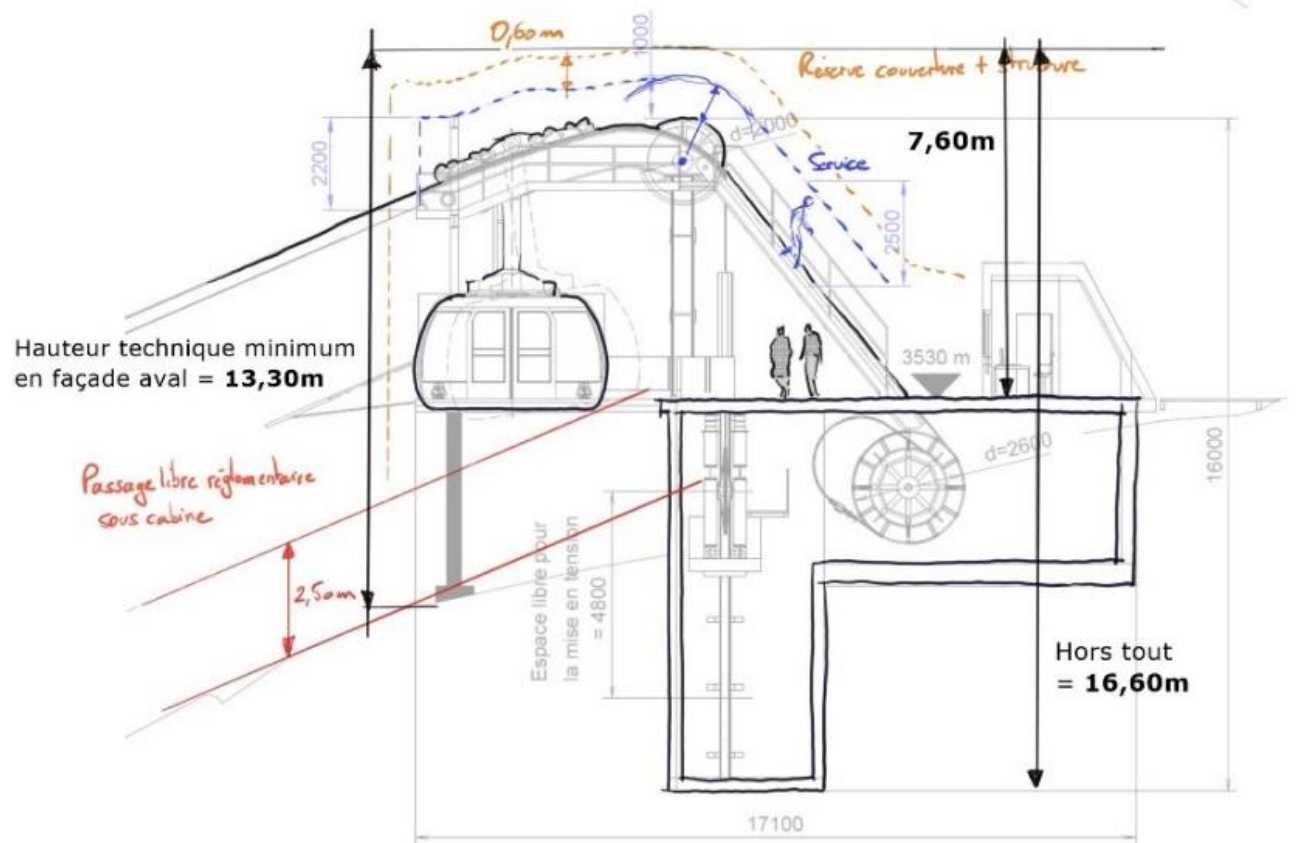 0,60m
1000
Réserve couverture + structure
d=2000
7,60m
2200
Service
2500
Hauteur technique minimum
en façade aval = 13,30m
3530 m
Passage libre réglementaire
sous cabine
d=2600
16000
2,50m
Espace libre pour
la mise en tension
= 4800
Hors tout
= 16,60m
17100